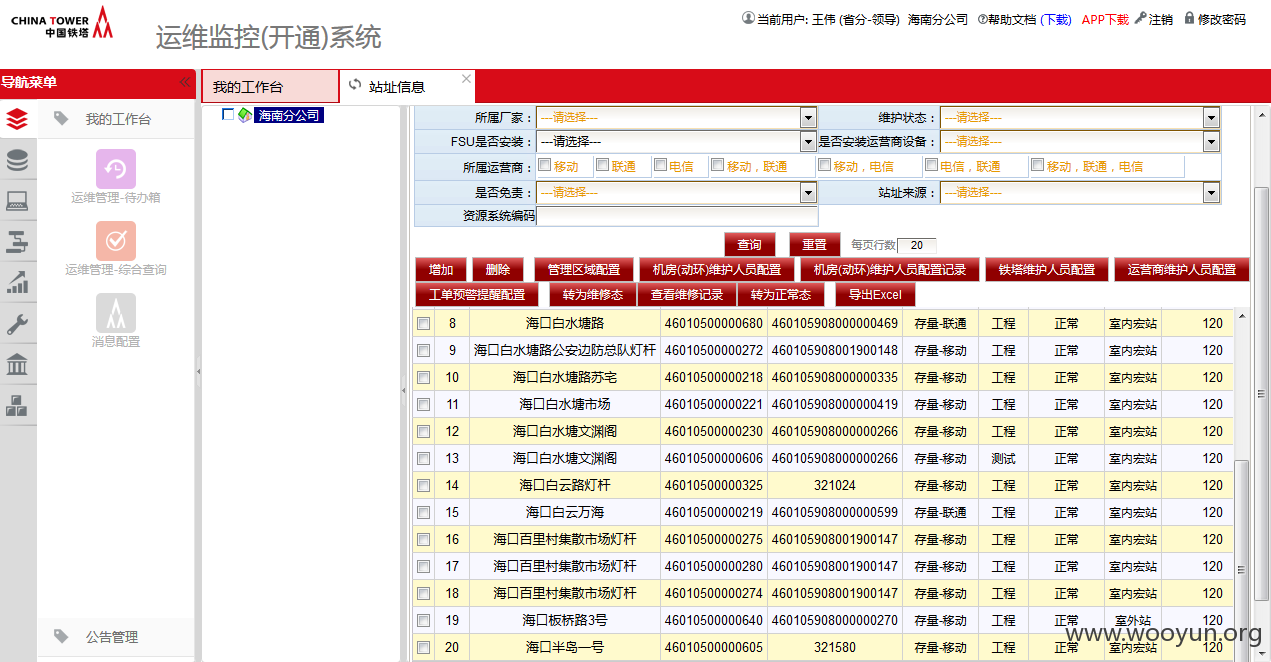 CHINA TOWER
中国铁塔
运维监控(开通)系统
当前用户: 王伟 (省分-领导) 海南分公司 帮助文档 (下载) APP下载 注销 修改密码
导航菜单
我的工作台 站址信息
我的工作台
运维管理-待办箱
运维管理-综合查询
消息配置
公告管理
海南分公司
所属厂家： ---请选择--- 维护状态： ---请选择---
FSU是否安装： ---请选择--- 是否安装运营商设备： ---请选择---
所属运营商： 移动 联通 电信 移动，联通 移动，电信 电信，联通 移动，联通，电信
是否免责： ---请选择--- 站址来源： ---请选择---
资源系统编码
查询 重置 每页行数 20
增加 删除 管理区域配置 机房(动环)维护人员配置 机房(动环)维护人员配置记录 铁塔维护人员配置 运营商维护人员配置
工单预警提醒配置 转为维修态 查看维修记录 转为正常态 导出Excel
8 海口白水塘路 46010500000680 460105908000000469 存量-联通 工程 正常 室内宏站 120
9 海口白水塘路公安边防总队灯杆 46010500000272 460105908001900148 存量-移动 工程 正常 室内宏站 120
10 海口白水塘路苏宅 46010500000218 460105908000000335 存量-移动 工程 正常 室内宏站 120
11 海口白水塘市场 46010500000221 460105908000000419 存量-移动 工程 正常 室内宏站 120
12 海口白水塘文渊阁 46010500000230 460105908000000266 存量-移动 工程 正常 室内宏站 120
13 海口白水塘文渊阁 46010500000606 460105908000000266 存量-移动 测试 正常 室内宏站 120
14 海口白云路灯杆 46010500000325 321024 存量-移动 工程 正常 室内宏站 120
15 海口白云万海 46010500000219 460105908000000599 存量-联通 工程 正常 室内宏站 120
16 海口百里村集散市场灯杆 46010500000275 460105908001900147 存量-移动 工程 正常 室内宏站 120
17 海口百里村集散市场灯杆 46010500000280 460105908001900147 存量-移动 工程 正常 室内宏站 120
18 海口百里村集散市场灯杆 46010500000274 460105908001900147 存量-移动 工程 正常 室内宏站 120
19 海口板桥路3号 46010500000640 460105908000000270 存量-移动 工程 正常 室外站 120
20 海口半岛一号 46010500000605 321580 存量-移动 工程 正常 室内宏站 120
www.wooyun.org